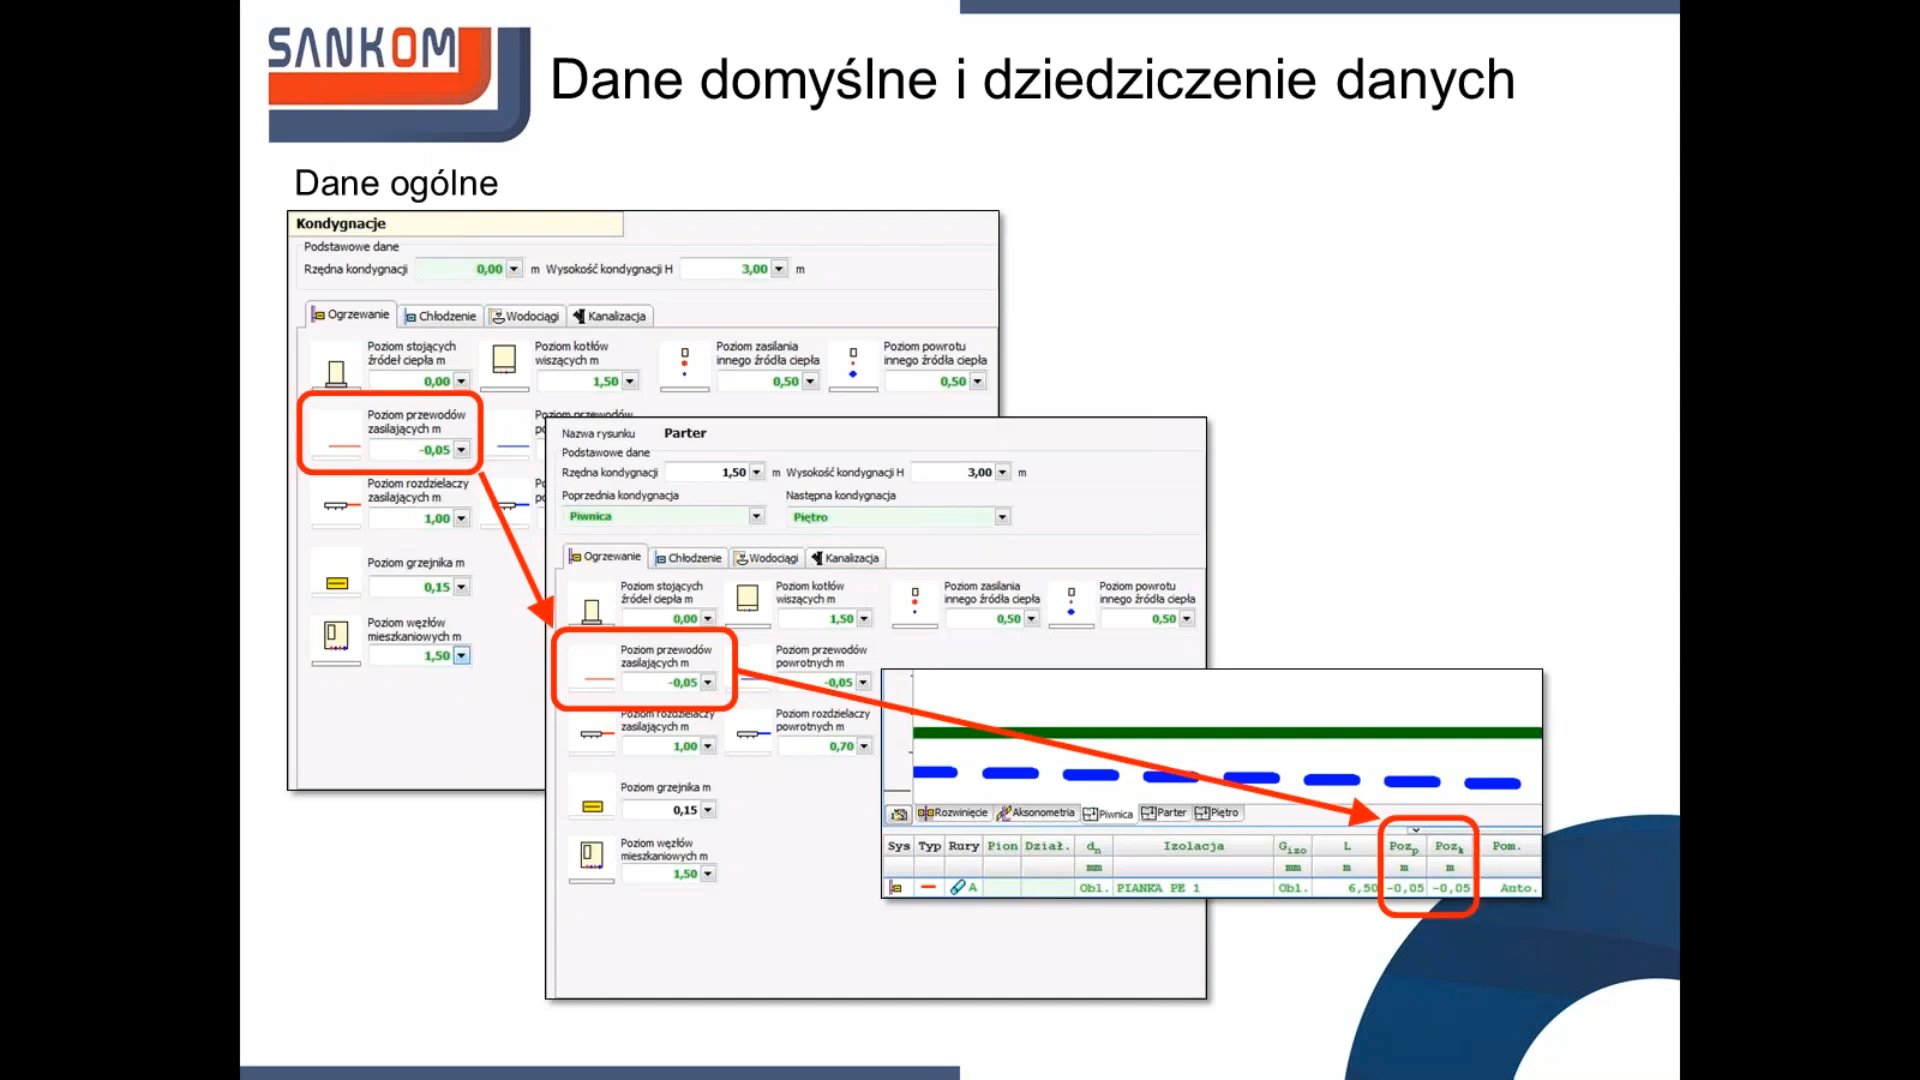 SANKOM
Dane domyślne i dziedziczenie danych
Dane ogólne
Kondygnacje
Podstawowe dane
Rzędna kondygnacji 0,00 m Wysokość kondygnacji H 3,00 m
Ogrzewanie Chłodzenie Wodociągi Kanalizacja
Poziom stojących źródeł ciepła m 0,00
Poziom kotłów wiszących m 1,50
Poziom zasilania innego źródła ciepła 0,50
Poziom powrotu innego źródła ciepła 0,50
Poziom przewodów zasilających m -0,05
Poziom przewodów
Poziom rozdzielaczy zasilających m 1,00
Poziom grzejnika m 0,15
Poziom węzłów mieszkaniowych m 1,50
Nazwa rysunku Parter
Podstawowe dane
Rzędna kondygnacji 1,50 m Wysokość kondygnacji H 3,00 m
Poprzednia kondygnacja Następna kondygnacja
Piwnica Piętro
Ogrzewanie Chłodzenie Wodociągi Kanalizacja
Poziom stojących źródeł ciepła m 0,00
Poziom kotłów wiszących m 1,50
Poziom zasilania innego źródła ciepła 0,50
Poziom powrotu innego źródła ciepła 0,50
Poziom przewodów zasilających m -0,05
Poziom przewodów powrotnych m -0,05
Poziom rozdzielaczy zasilających m 1,00
Poziom rozdzielaczy powrotnych m 0,70
Poziom grzejnika m 0,15
Poziom węzłów mieszkaniowych m 1,50
Rozwinięcie Aksonometria Piwnica Parter Piętro
Sys Typ Rury Pion Dział. dn Izolacja Gizo L Pozp Pozk Pom.
mm mm m m m
A Obl. PIANKA PE 1 Obl. 6,50 -0,05 -0,05 Auto.